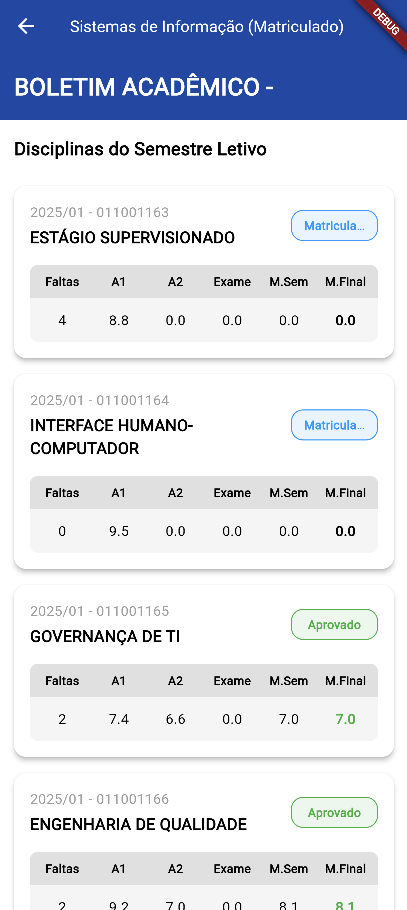 Sistemas de Informação (Matriculado)
DEBUG
BOLETIM ACADÊMICO -
Disciplinas do Semestre Letivo
2025/01 - 011001163
ESTÁGIO SUPERVISIONADO
Matricula...
Faltas A1 A2 Exame M.Sem M.Final
4 8.8 0.0 0.0 0.0 0.0
2025/01 - 011001164
INTERFACE HUMANO-
COMPUTADOR
Matricula...
Faltas A1 A2 Exame M.Sem M.Final
0 9.5 0.0 0.0 0.0 0.0
2025/01 - 011001165
GOVERNANÇA DE TI
Aprovado
Faltas A1 A2 Exame M.Sem M.Final
2 7.4 6.6 0.0 7.0 7.0
2025/01 - 011001166
ENGENHARIA DE QUALIDADE
Aprovado
Faltas A1 A2 Exame M.Sem M.Final
2 9.2 7.0 0.0 8.1 8.1